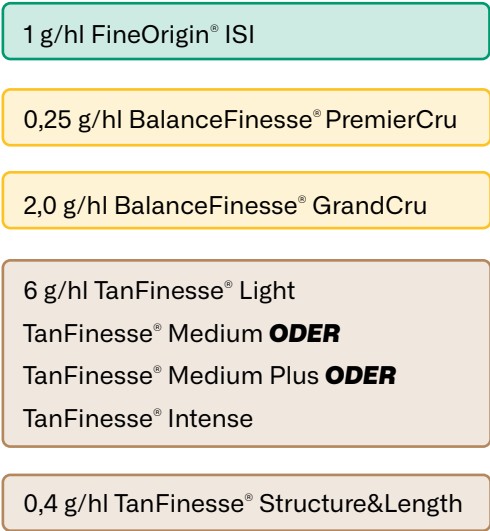 1 g/hl FineOrigin® ISI
0,25 g/hl BalanceFinesse® PremierCru
2,0 g/hl BalanceFinesse® GrandCru
6 g/hl TanFinesse® Light
TanFinesse® Medium ODER
TanFinesse® Medium Plus ODER
TanFinesse® Intense
0,4 g/hl TanFinesse® Structure&Length